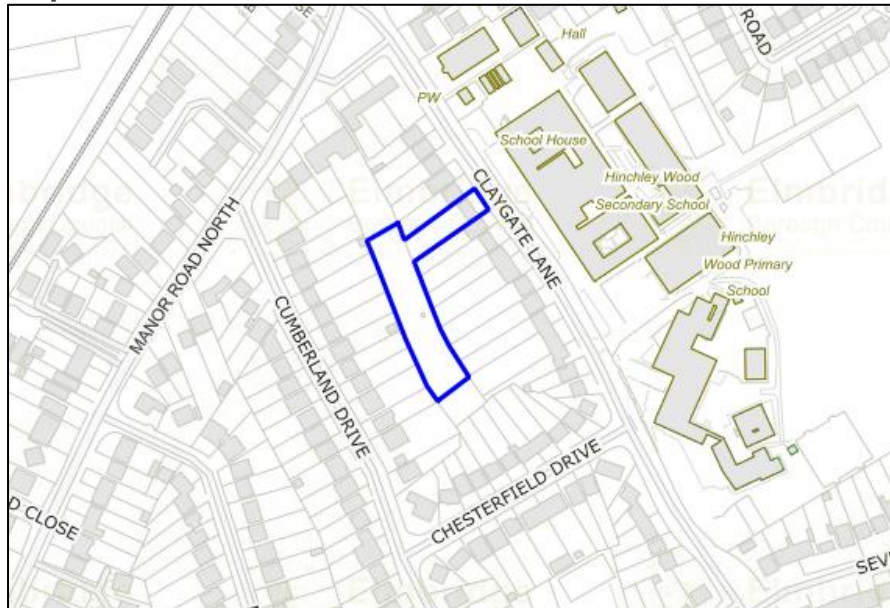 ROAD
Hall
PW
School House
CLAYGATE LANE
Hinchley Wood
Secondary School
Hinchley
Wood Primary
School
MANOR ROAD NORTH
CUMBERLAND DRIVE
CHESTERFIELD DRIVE
D CLOSE
SEVE